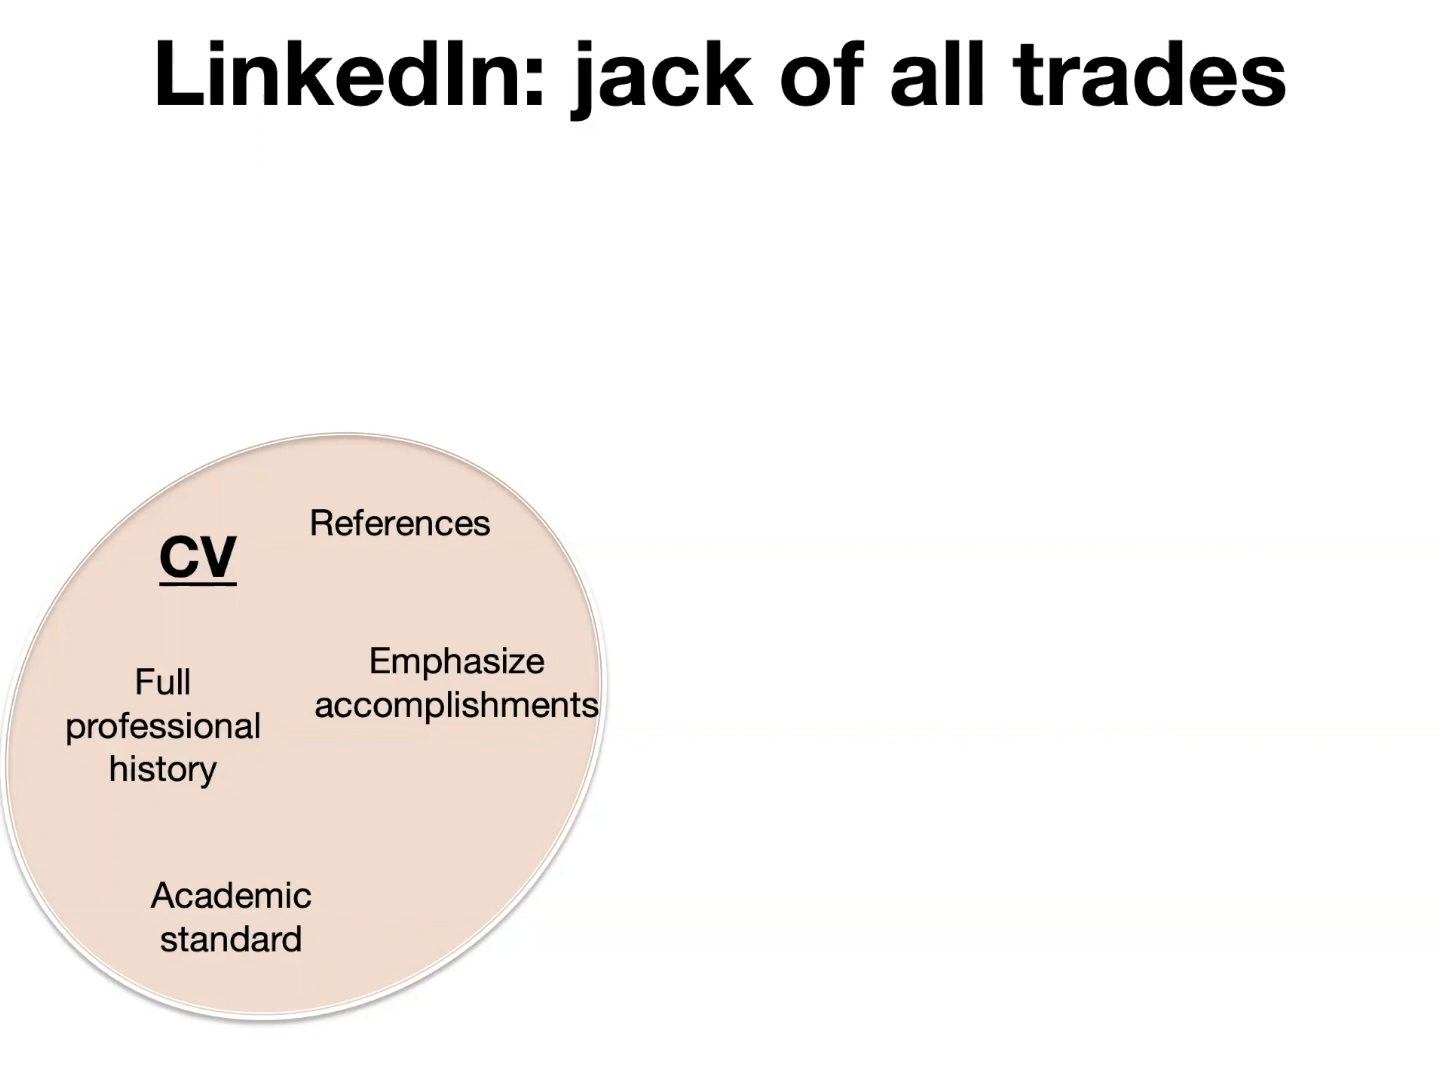 LinkedIn: jack of all trades
References
CV
Emphasize
accomplishments
Full
professional
history
Academic
standard